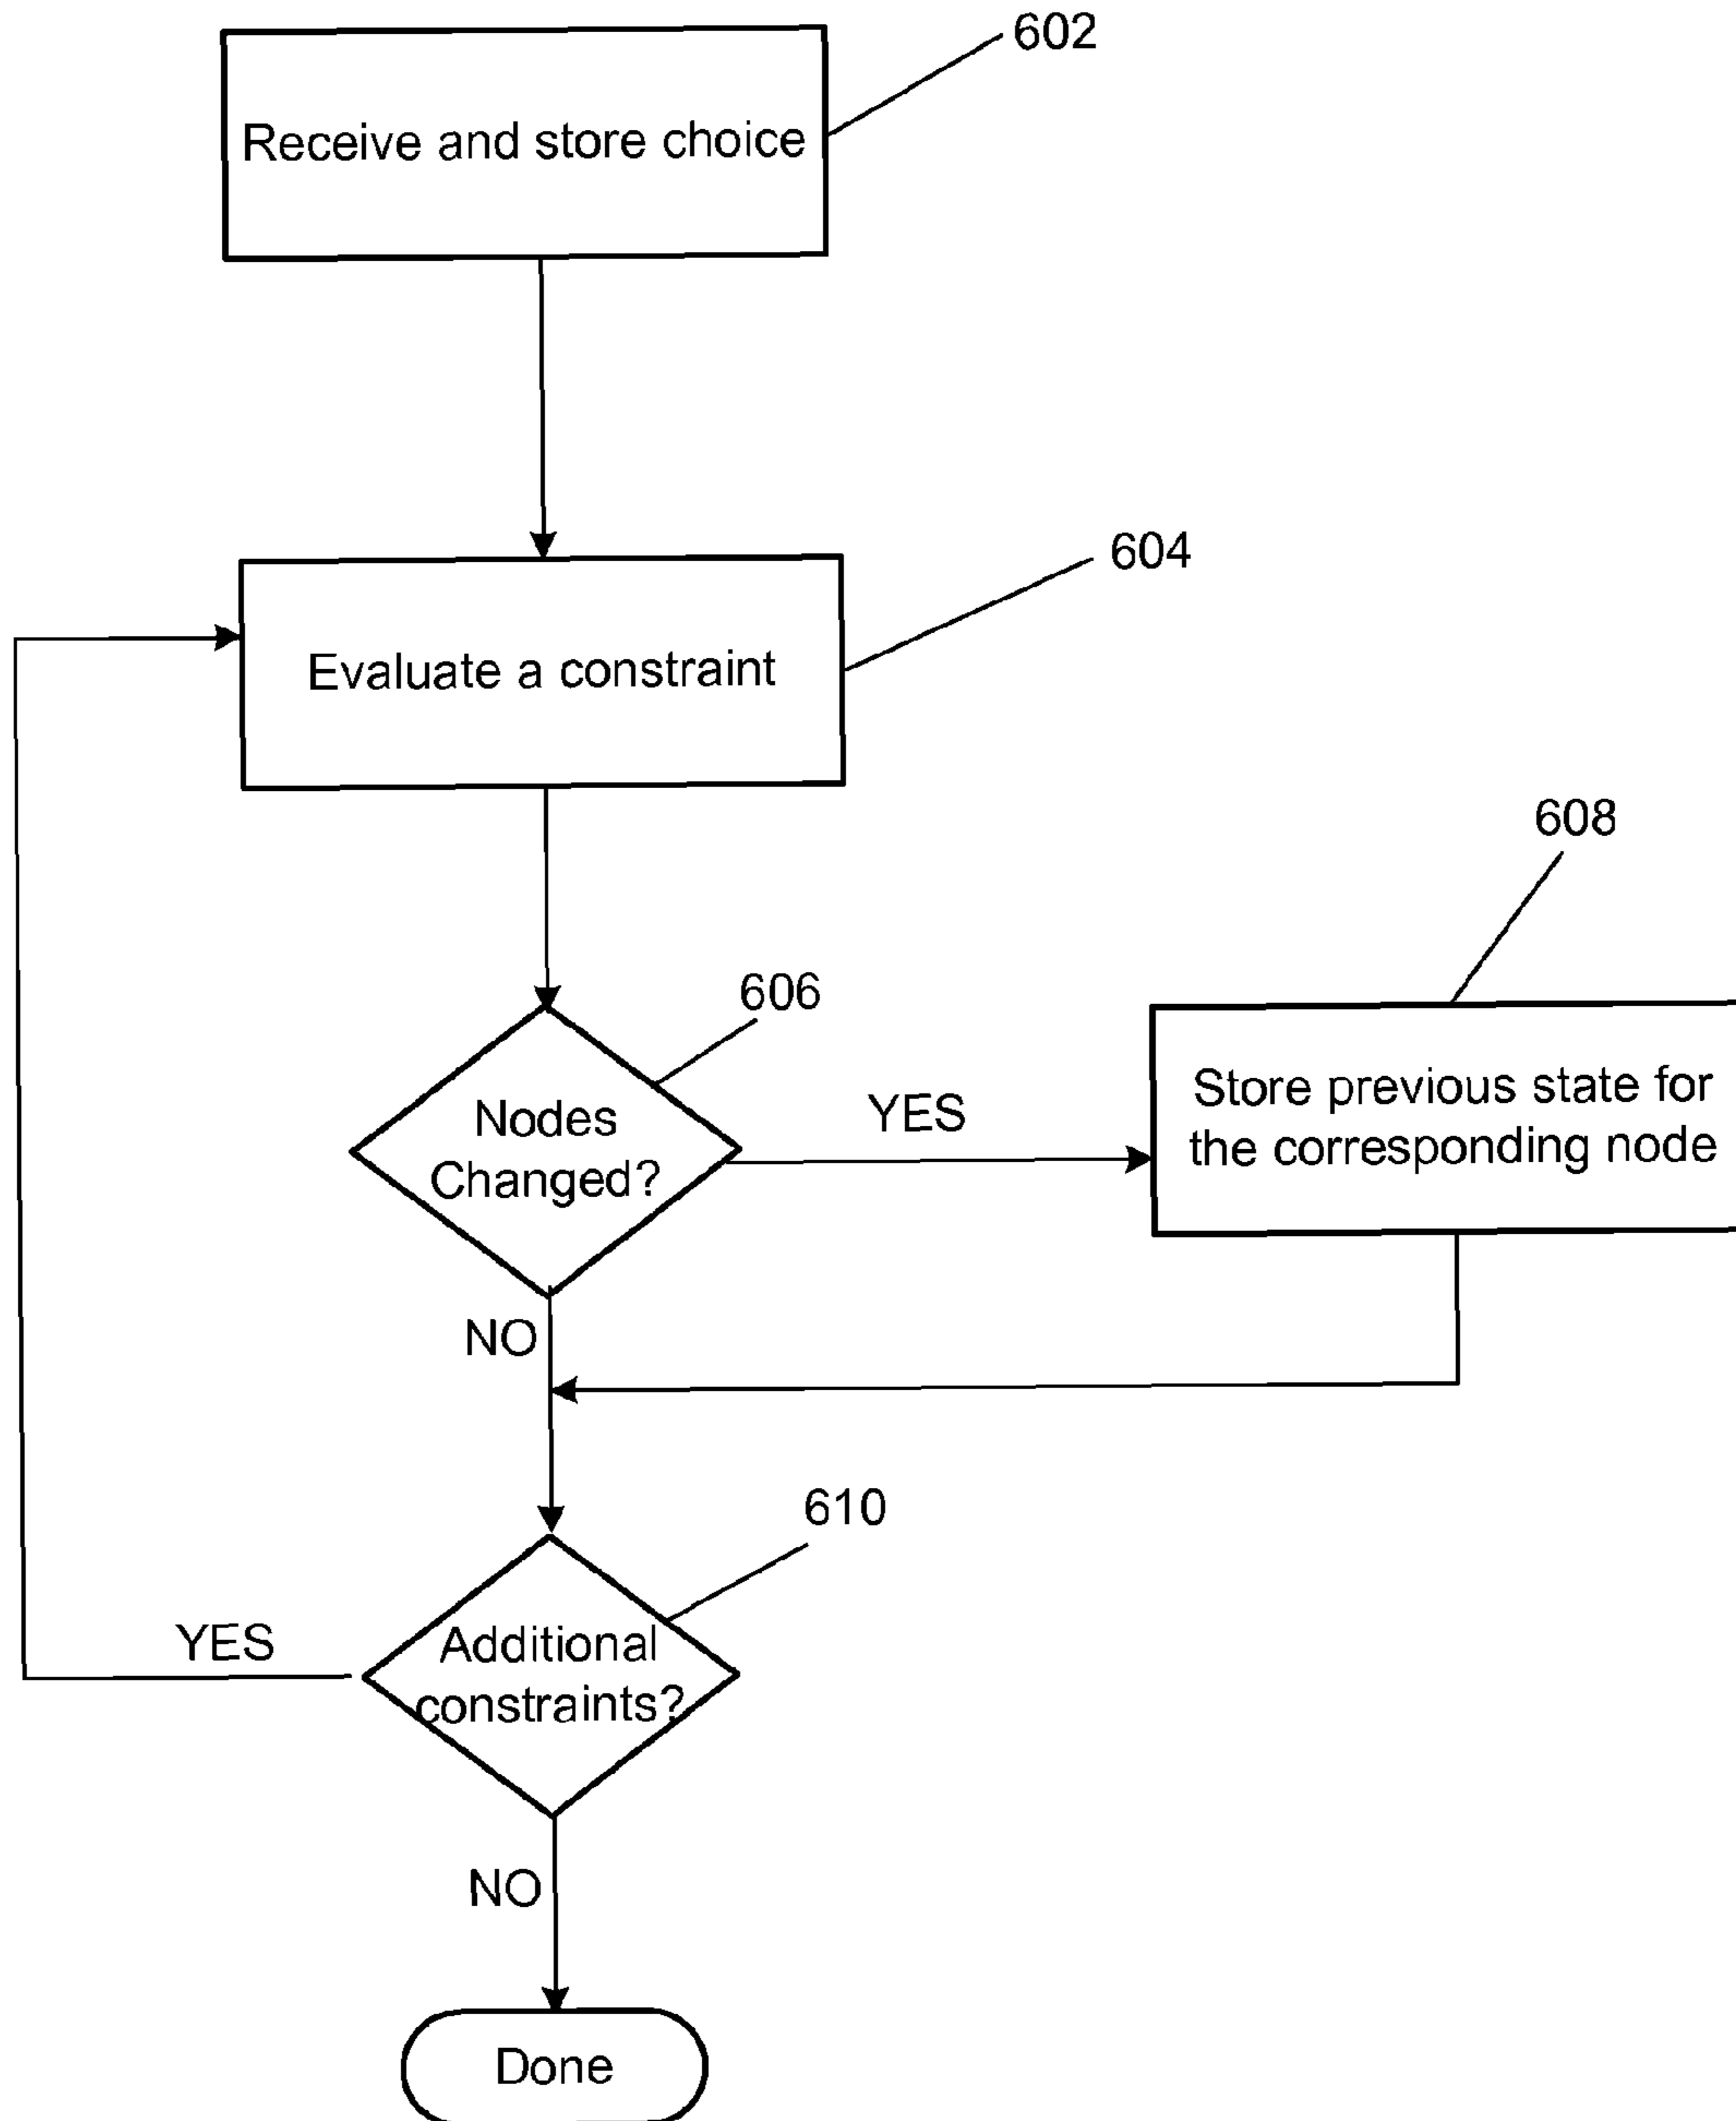 602
Receive and store choice
604
Evaluate a constraint
608
606
Nodes
Changed?
YES
Store previous state for
the corresponding node
NO
610
YES
Additional
constraints?
NO
Done